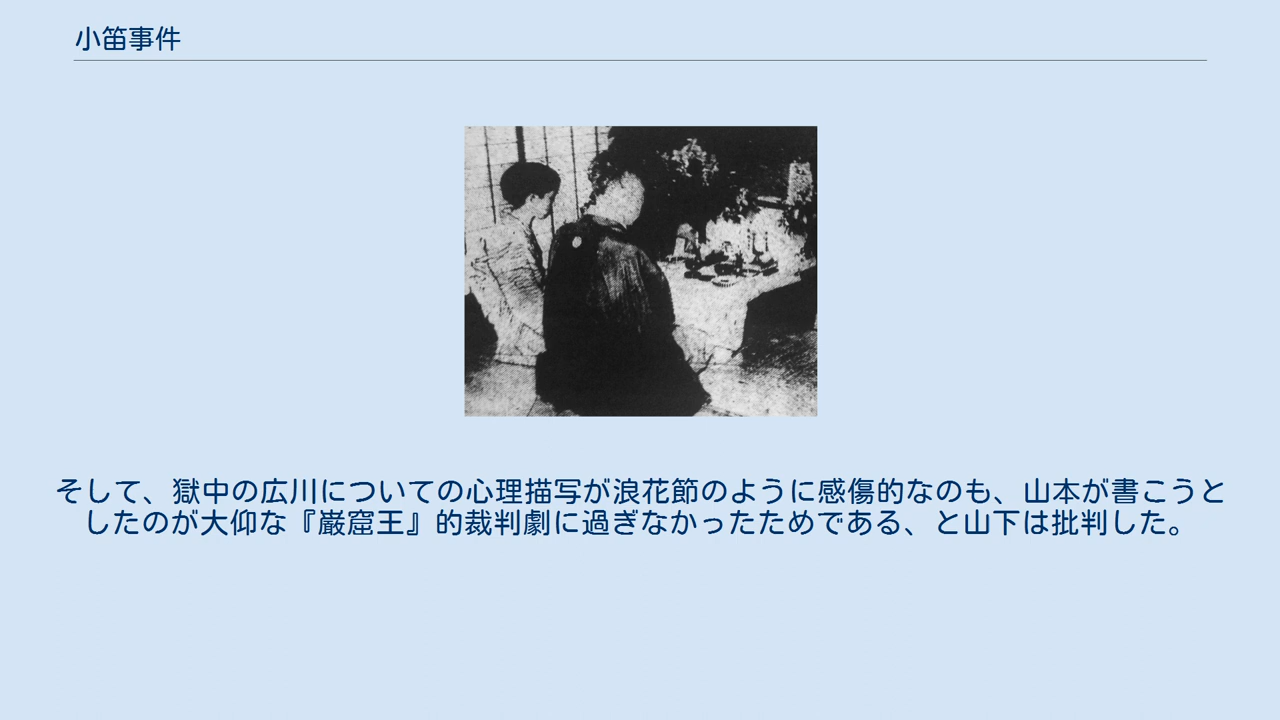 小笛事件
そして、獄中の広川についての心理描写が浪花節のように感傷的なのも、山本が書こうと
したのが大仰な『巌窟王』的裁判劇に過ぎなかったためである、と山下は批判した。